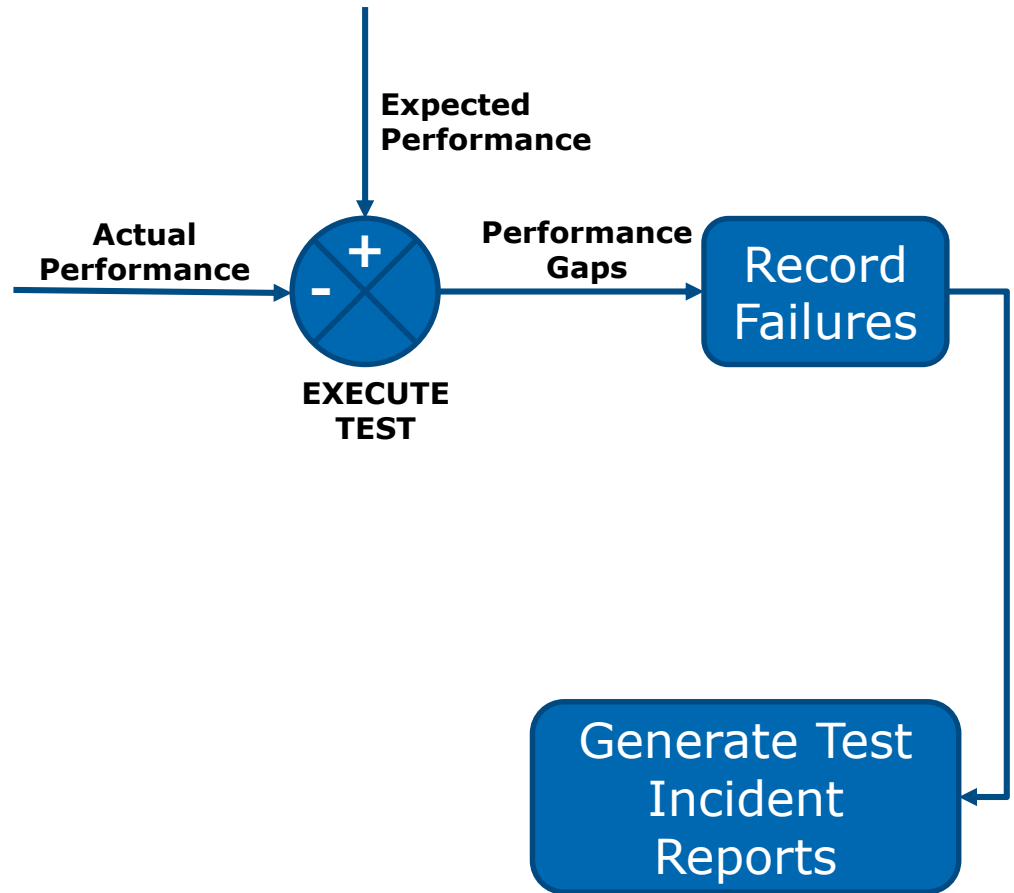 Expected
Performance
Actual
Performance
+
-
EXECUTE
TEST
Performance
Gaps
Record
Failures
Generate Test
Incident
Reports